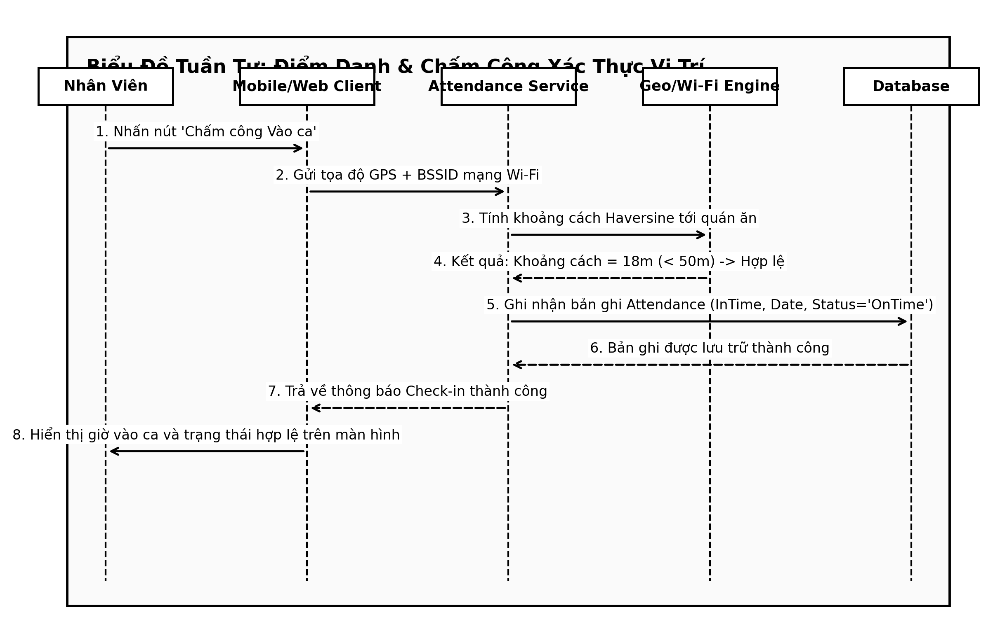 Biểu Đồ Tuần Tự: Điểm Danh & Chấm Công Xác Thực Vị Trí
Nhân Viên
Mobile/Web Client
Attendance Service
Geo/Wi-Fi Engine
Database
1. Nhấn nút 'Chấm công Vào ca'
2. Gửi tọa độ GPS + BSSID mạng Wi-Fi
3. Tính khoảng cách Haversine tới quán ăn
4. Kết quả: Khoảng cách = 18m (< 50m) -> Hợp lệ
5. Ghi nhận bản ghi Attendance (InTime, Date, Status='OnTime')
6. Bản ghi được lưu trữ thành công
7. Trả về thông báo Check-in thành công
8. Hiển thị giờ vào ca và trạng thái hợp lệ trên màn hình